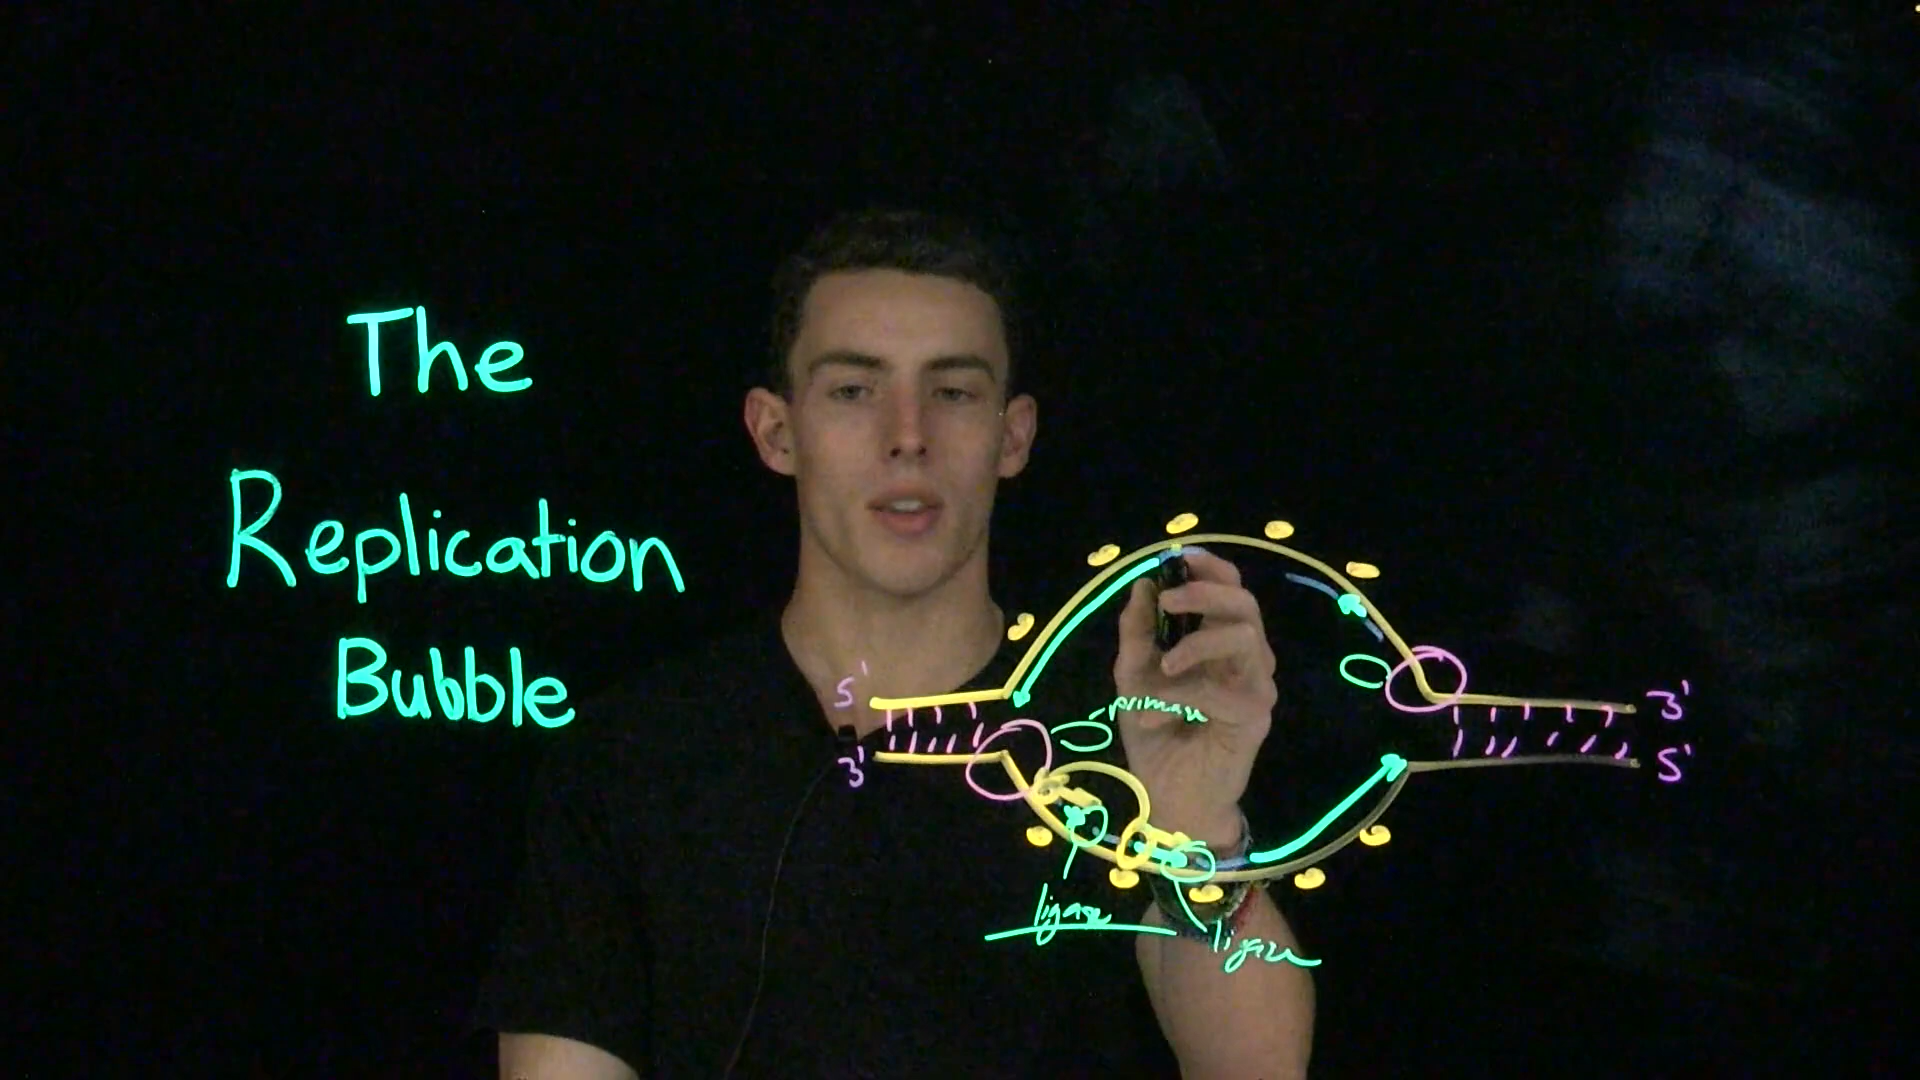 The
Replication
Bubble
5' 3'
primase
3' 5'
ligase
ligase